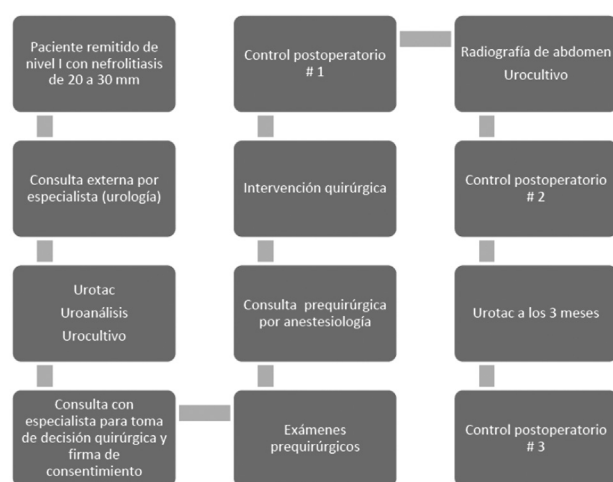 Paciente remitido de
nivel I con nefrolitiasis
de 20 a 30 mm
Consulta externa por
especialista (urología)
Urotac
Uroanálisis
Urocultivo
Consulta con
especialista para toma
de decisión quirúrgica y
firma de
consentimiento
Exámenes
prequirúrgicos
Consulta prequirúrgica
por anestesiología
Intervención quirúrgica
Control postoperatorio
# 1
Radiografía de abdomen
Urocultivo
Control postoperatorio
# 2
Urotac a los 3 meses
Control postoperatorio
# 3